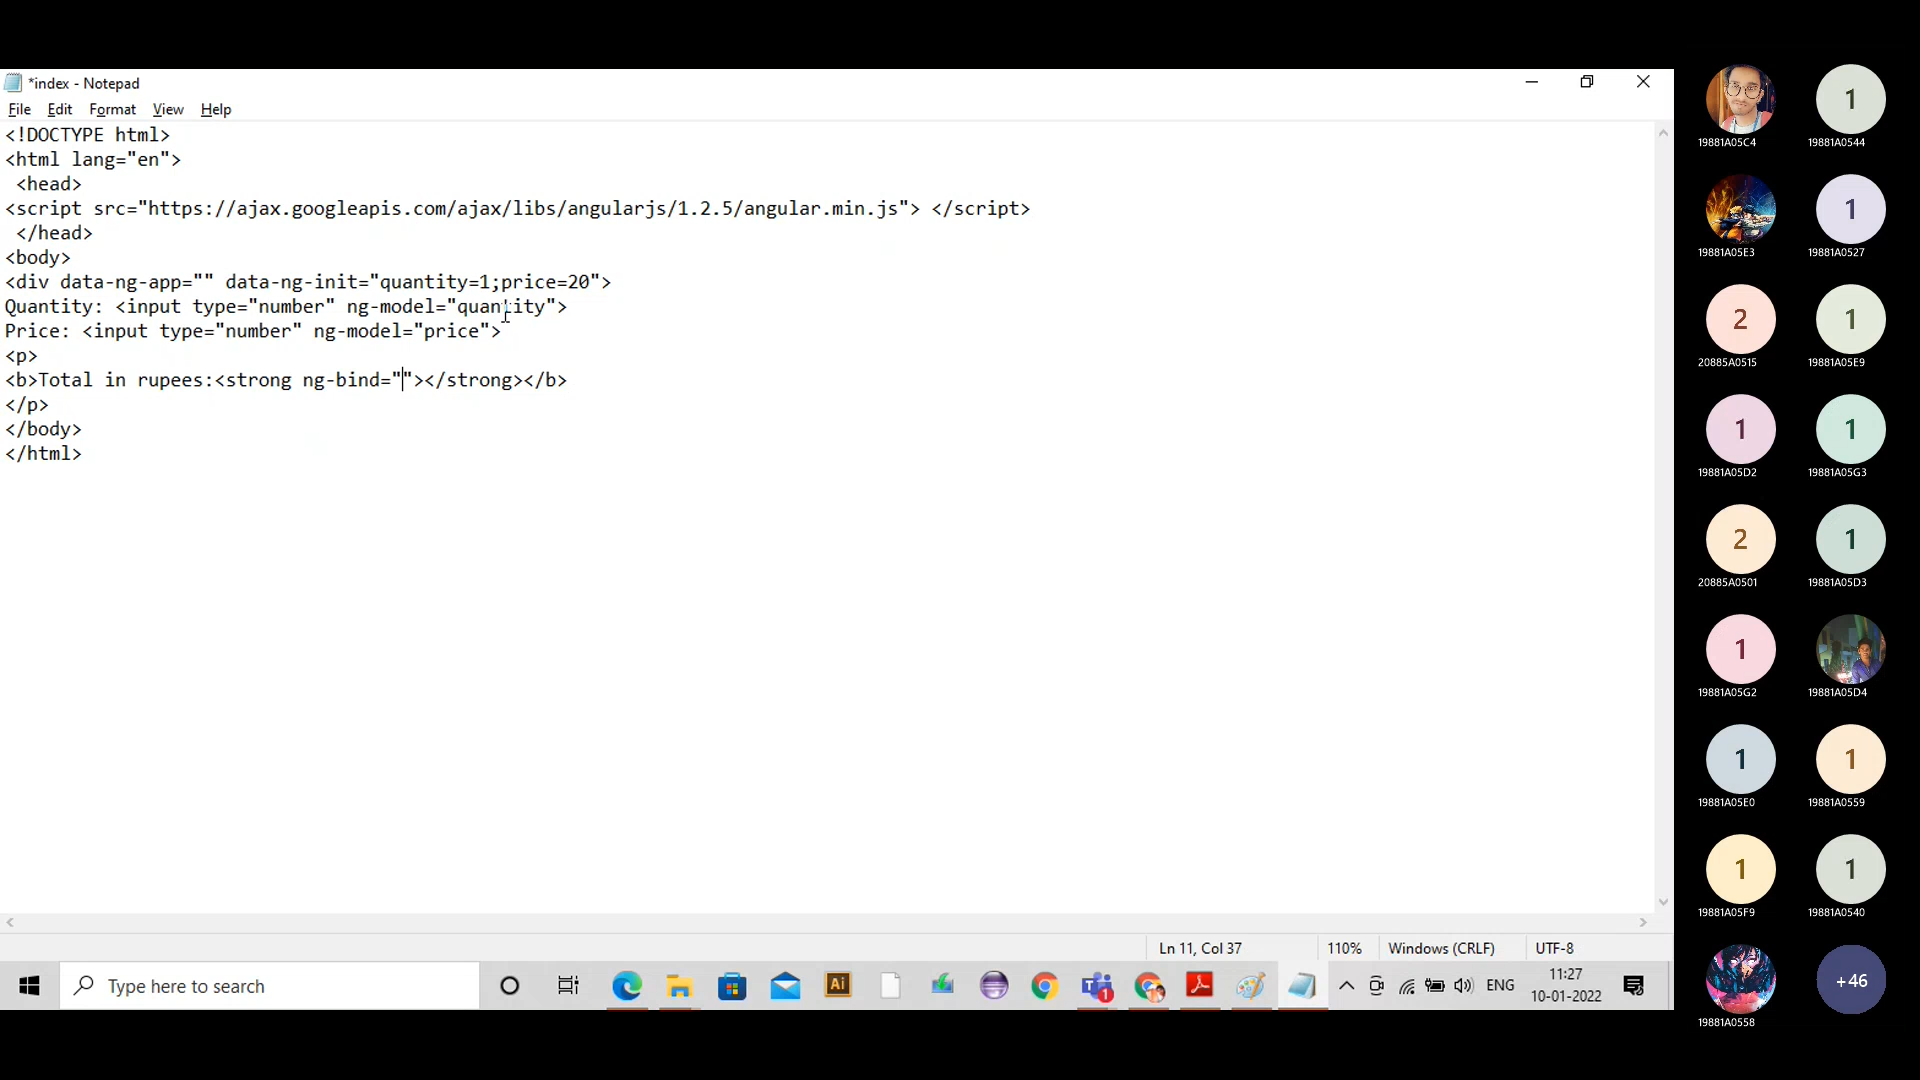 *index - Notepad
File Edit Format View Help
<!DOCTYPE html>
<html lang="en">
<head>
<script src="https://ajax.googleapis.com/ajax/libs/angularjs/1.2.5/angular.min.js"> </script>
</head>
<body>
<div data-ng-app="" data-ng-init="quantity=1;price=20">
Quantity: <input type="number" ng-model="quantity">
Price: <input type="number" ng-model="price">
<p>
<b>Total in rupees:<strong ng-bind=""></strong></b>
</p>
</body>
</html>
Ln 11, Col 37 110% Windows (CRLF) UTF-8
Type here to search Ai 1 ENG 11:27
10-01-2022
1
19881A05C4 19881A0544
1
19881A05E3 19881A0527
2 1
20885A0515 19881A05E9
1 1
19881A05D2 19881A05G3
2 1
20885A0501 19881A05D3
1
19881A05G2 19881A05D4
1 1
19881A05E0 19881A0559
1 1
19881A05F9 19881A0540
+46
19881A0558